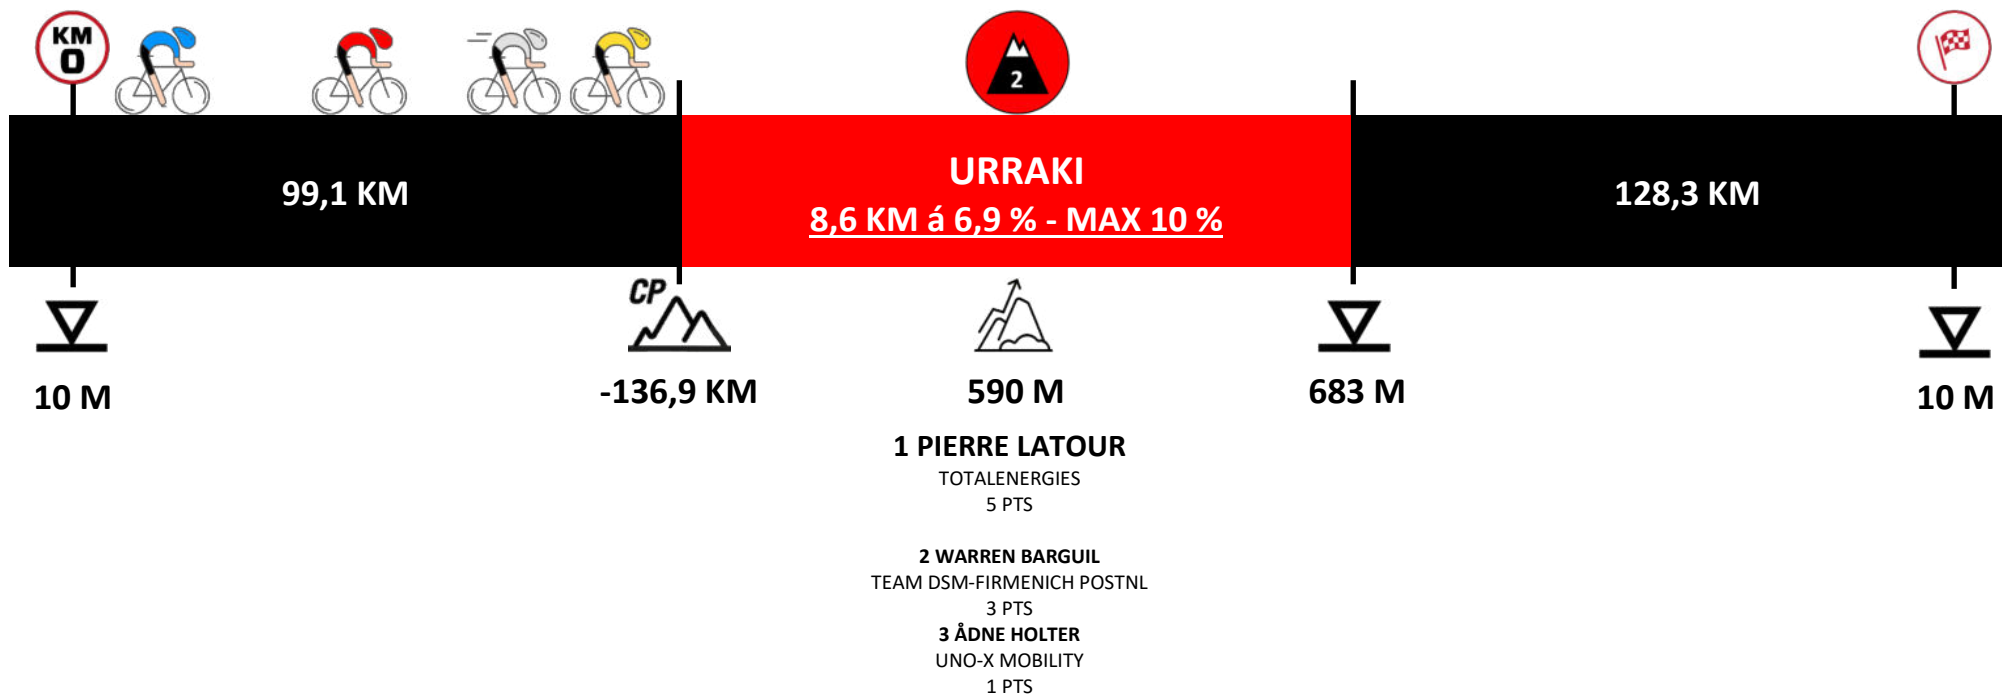 KM
0
2
99,1 KM
URRAKI
8,6 KM á 6,9 % - MAX 10 %
128,3 KM
CP
10 M
-136,9 KM
590 M
683 M
10 M
1 PIERRE LATOUR
TOTALENERGIES
5 PTS
2 WARREN BARGUIL
TEAM DSM-FIRMENICH POSTNL
3 PTS
3 ÅDNE HOLTER
UNO-X MOBILITY
1 PTS